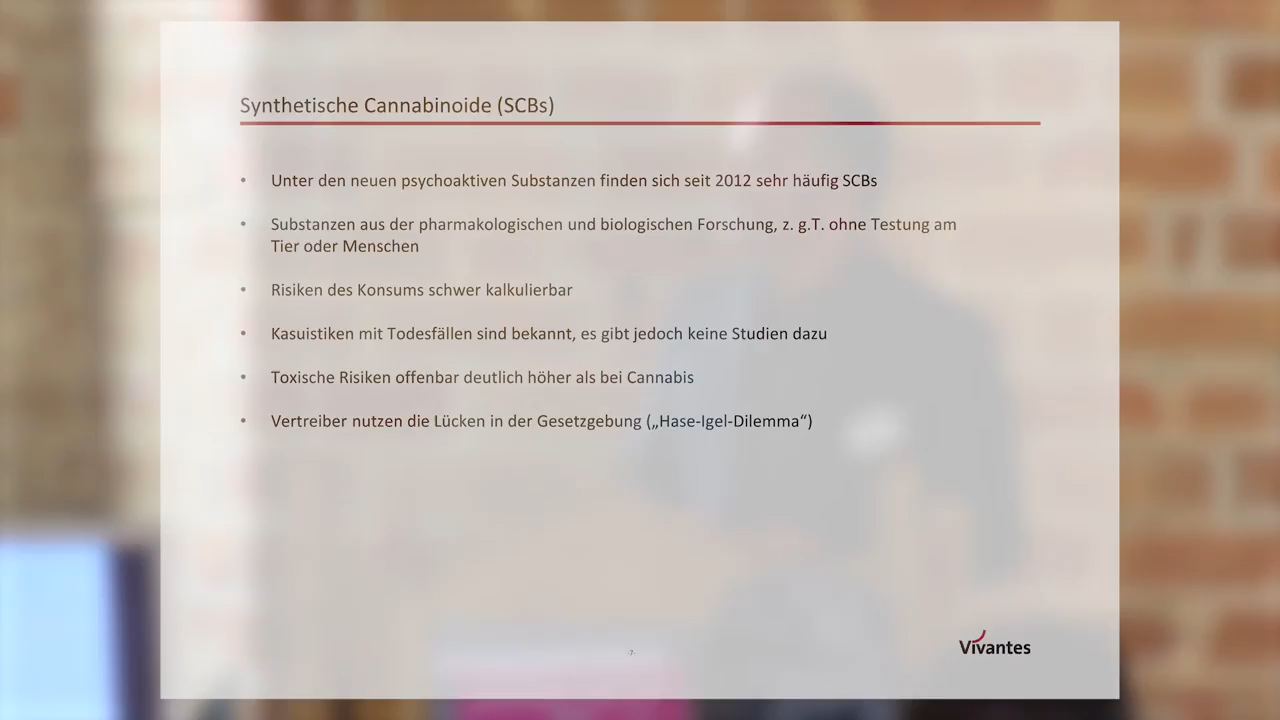 Synthetische Cannabinoide (SCBs)
• Unter den neuen psychoaktiven Substanzen finden sich seit 2012 sehr häufig SCBs
• Substanzen aus der pharmakologischen und biologischen Forschung, z. g.T. ohne Testung am
Tier oder Menschen
• Risiken des Konsums schwer kalkulierbar
• Kasuistiken mit Todesfällen sind bekannt, es gibt jedoch keine Studien dazu
• Toxische Risiken offenbar deutlich höher als bei Cannabis
• Vertreiber nutzen die Lücken in der Gesetzgebung („Hase-Igel-Dilemma“)
-7-
Vivantes